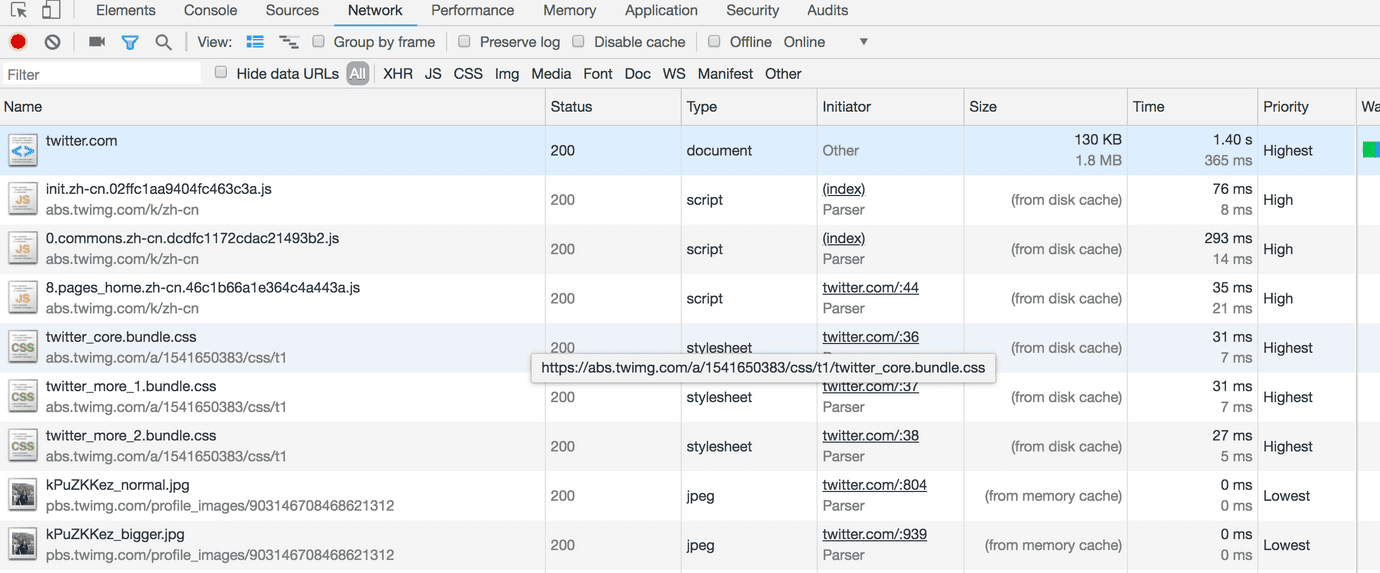 Elements Console Sources Network Performance Memory Application Security Audits
View: Group by frame Preserve log Disable cache Offline Online ▼
Filter Hide data URLs All XHR JS CSS Img Media Font Doc WS Manifest Other
Name Status Type Initiator Size Time Priority Wa
twitter.com 200 document Other 130 KB 1.40 s Highest
1.8 MB 365 ms
init.zh-cn.02ffc1aa9404fc463c3a.js 200 script (index) (from disk cache) 76 ms High
abs.twimg.com/k/zh-cn Parser 8 ms
0.commons.zh-cn.dcdfc1172cdac21493b2.js 200 script (index) (from disk cache) 293 ms High
abs.twimg.com/k/zh-cn Parser 14 ms
8.pages_home.zh-cn.46c1b66a1e364c4a443a.js 200 script twitter.com/:44 (from disk cache) 35 ms High
abs.twimg.com/k/zh-cn Parser 21 ms
twitter_core.bundle.css 200 stylesheet twitter.com/:36 (from disk cache) 31 ms Highest
abs.twimg.com/a/1541650383/css/t1 7 ms
https://abs.twimg.com/a/1541650383/css/t1/twitter_core.bundle.css
twitter_more_1.bundle.css 200 stylesheet twitter.com/:37 (from disk cache) 31 ms Highest
abs.twimg.com/a/1541650383/css/t1 Parser 7 ms
twitter_more_2.bundle.css 200 stylesheet twitter.com/:38 (from disk cache) 27 ms Highest
abs.twimg.com/a/1541650383/css/t1 Parser 5 ms
kPuZKKez_normal.jpg 200 jpeg twitter.com/:804 (from memory cache) 0 ms Lowest
pbs.twimg.com/profile_images/903146708468621312 Parser 0 ms
kPuZKKez_bigger.jpg 200 jpeg twitter.com/:939 (from memory cache) 0 ms Lowest
pbs.twimg.com/profile_images/903146708468621312 Parser 0 ms